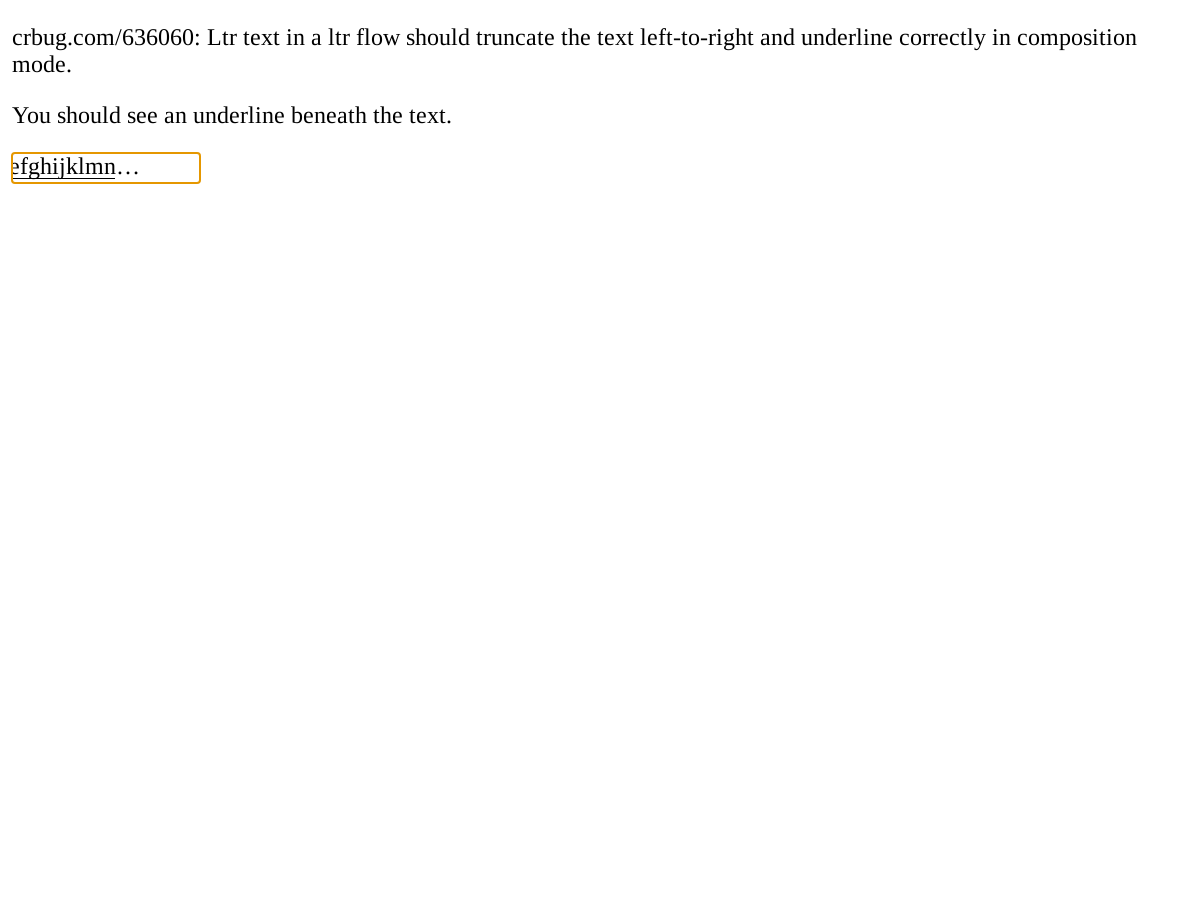 crbug.com/636060: Ltr text in a ltr flow should truncate the text left-to-right and underline correctly in composition
mode.
You should see an underline beneath the text.
efghijklmn…